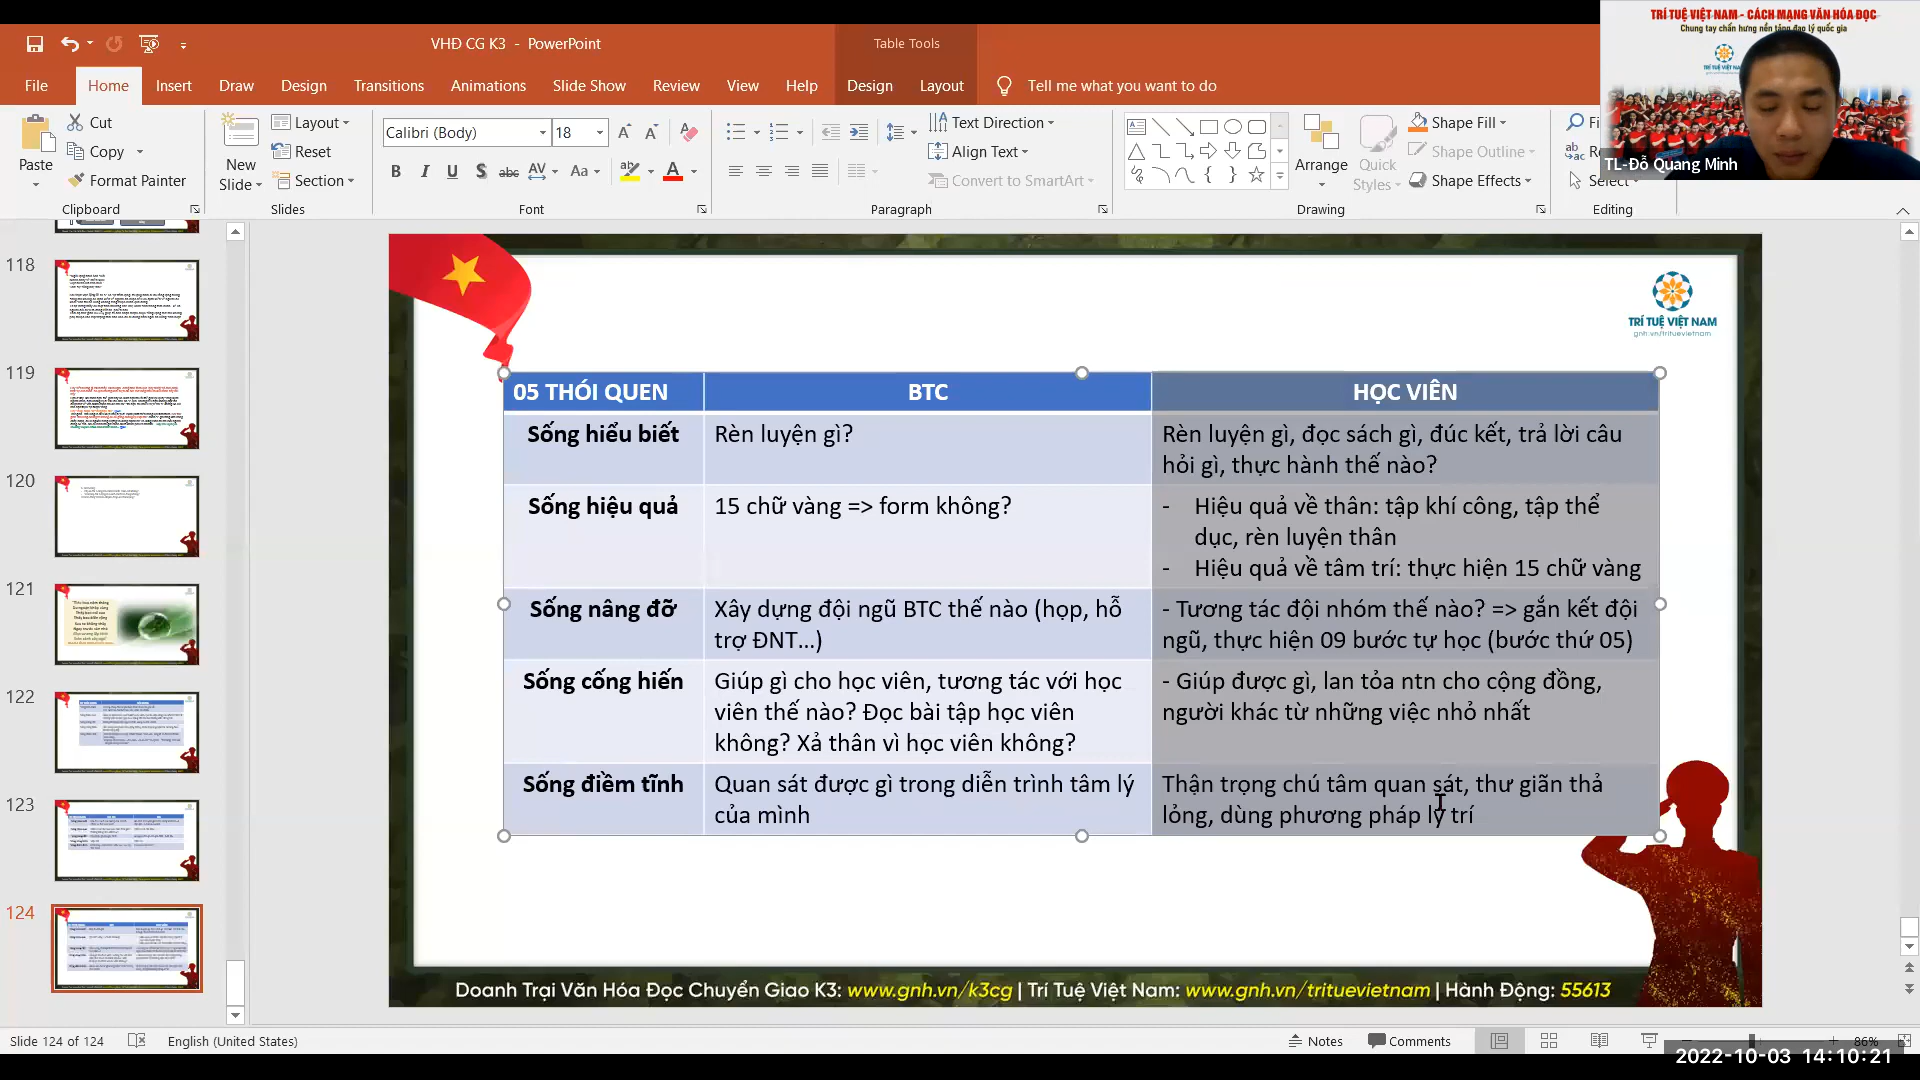 VHĐ CG K3 - PowerPoint
Table Tools
File
Home
Insert
Draw
Design
Transitions
Animations
Slide Show
Review
View
Help
Design
Layout
Tell me what you want to do
Paste
Cut
Copy
Format Painter
Clipboard
New
Slide
Layout
Reset
Section
Slides
Calibri (Body)
18
Font
Text Direction
Align Text
Convert to SmartArt
Paragraph
Arrange
Quick
Styles
Shape Fill
Shape Outline
Shape Effects
Drawing
Select
Editing
TRÍ TUỆ VIỆT NAM - CÁCH MẠNG VĂN HÓA ĐỌC
Chung tay chấn hưng nền tảng đạo lý quốc gia
TL-Đỗ Quang Minh
118
119
120
121
122
123
124
TRÍ TUỆ VIỆT NAM
gnh.vn/trituevietnam
05 THÓI QUEN
BTC
HỌC VIÊN
Sống hiểu biết
Rèn luyện gì?
Rèn luyện gì, đọc sách gì, đúc kết, trả lời câu
hỏi gì, thực hành thế nào?
Sống hiệu quả
15 chữ vàng => form không?
- Hiệu quả về thân: tập khí công, tập thể
dục, rèn luyện thân
- Hiệu quả về tâm trí: thực hiện 15 chữ vàng
Sống nâng đỡ
Xây dựng đội ngũ BTC thế nào (họp, hỗ
trợ ĐNT...)
- Tương tác đội nhóm thế nào? => gắn kết đội
ngũ, thực hiện 09 bước tự học (bước thứ 05)
Sống cống hiến
Giúp gì cho học viên, tương tác với học
viên thế nào? Đọc bài tập học viên
không? Xả thân vì học viên không?
- Giúp được gì, lan tỏa ntn cho cộng đồng,
người khác từ những việc nhỏ nhất
Sống điềm tĩnh
Quan sát được gì trong diễn trình tâm lý
của mình
Thận trọng chú tâm quan sát, thư giãn thả
lỏng, dùng phương pháp lý trí
Doanh Trại Văn Hóa Đọc Chuyển Giao K3: www.gnh.vn/k3cg | Trí Tuệ Việt Nam: www.gnh.vn/trituevietnam | Hành Động: 55613
Slide 124 of 124
English (United States)
Notes
Comments
86%
2022-10-03 14:10:21